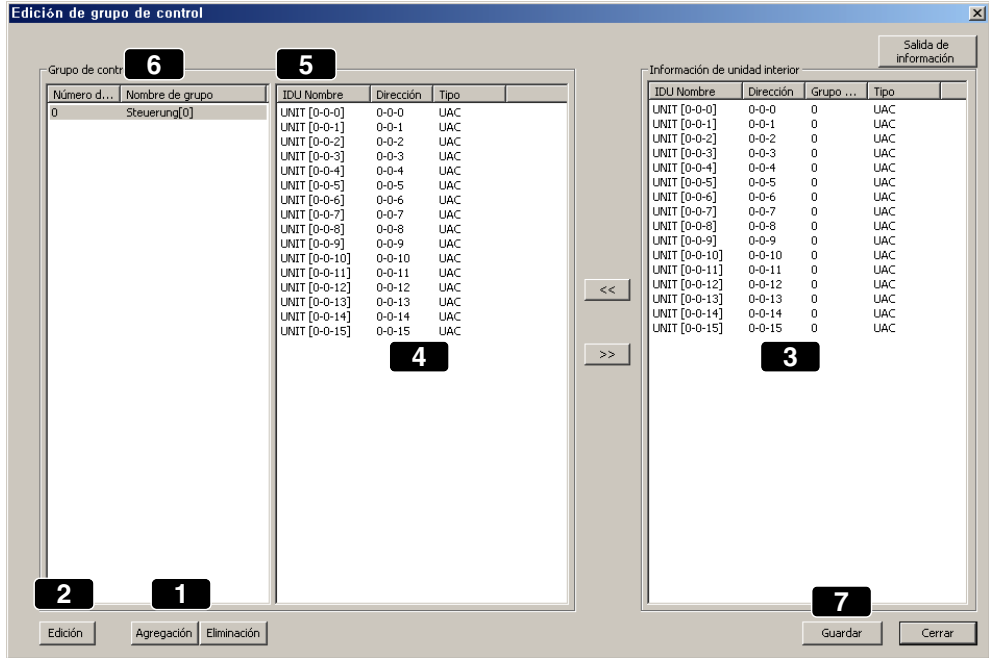 Edición de grupo de control
Salida de información
6
5
Grupo de contr
Información de unidad interior
Número d... Nombre de grupo
0 Steuerung[0]
IDU Nombre Dirección Tipo
UNIT [0-0-0] 0-0-0 UAC
UNIT [0-0-1] 0-0-1 UAC
UNIT [0-0-2] 0-0-2 UAC
UNIT [0-0-3] 0-0-3 UAC
UNIT [0-0-4] 0-0-4 UAC
UNIT [0-0-5] 0-0-5 UAC
UNIT [0-0-6] 0-0-6 UAC
UNIT [0-0-7] 0-0-7 UAC
UNIT [0-0-8] 0-0-8 UAC
UNIT [0-0-9] 0-0-9 UAC
UNIT [0-0-10] 0-0-10 UAC
UNIT [0-0-11] 0-0-11 UAC
UNIT [0-0-12] 0-0-12 UAC
UNIT [0-0-13] 0-0-13 UAC
UNIT [0-0-14] 0-0-14 UAC
UNIT [0-0-15] 0-0-15 UAC
4
<<
>>
IDU Nombre Dirección Grupo ... Tipo
UNIT [0-0-0] 0-0-0 0 UAC
UNIT [0-0-1] 0-0-1 0 UAC
UNIT [0-0-2] 0-0-2 0 UAC
UNIT [0-0-3] 0-0-3 0 UAC
UNIT [0-0-4] 0-0-4 0 UAC
UNIT [0-0-5] 0-0-5 0 UAC
UNIT [0-0-6] 0-0-6 0 UAC
UNIT [0-0-7] 0-0-7 0 UAC
UNIT [0-0-8] 0-0-8 0 UAC
UNIT [0-0-9] 0-0-9 0 UAC
UNIT [0-0-10] 0-0-10 0 UAC
UNIT [0-0-11] 0-0-11 0 UAC
UNIT [0-0-12] 0-0-12 0 UAC
UNIT [0-0-13] 0-0-13 0 UAC
UNIT [0-0-14] 0-0-14 0 UAC
UNIT [0-0-15] 0-0-15 0 UAC
3
2
1
7
Edición Agregación Eliminación Guardar Cerrar